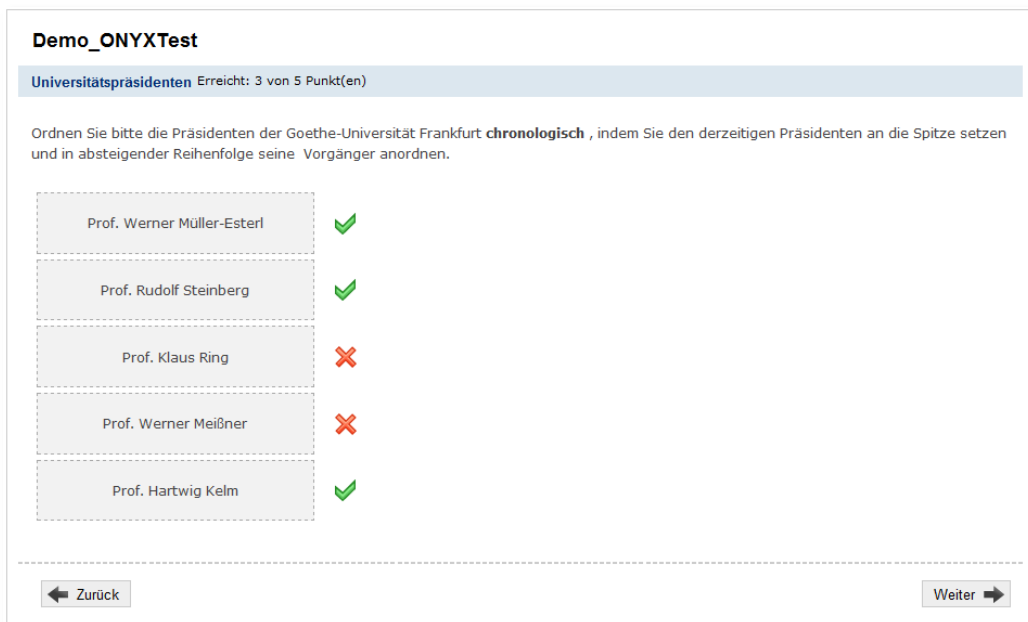 Demo_ONYXTest
Universitätspräsidenten Erreicht: 3 von 5 Punkt(en)
Ordnen Sie bitte die Präsidenten der Goethe-Universität Frankfurt chronologisch , indem Sie den derzeitigen Präsidenten an die Spitze setzen
und in absteigender Reihenfolge seine Vorgänger anordnen.
Prof. Werner Müller-Esterl
Prof. Rudolf Steinberg
Prof. Klaus Ring
Prof. Werner Meißner
Prof. Hartwig Kelm
Zurück
Weiter